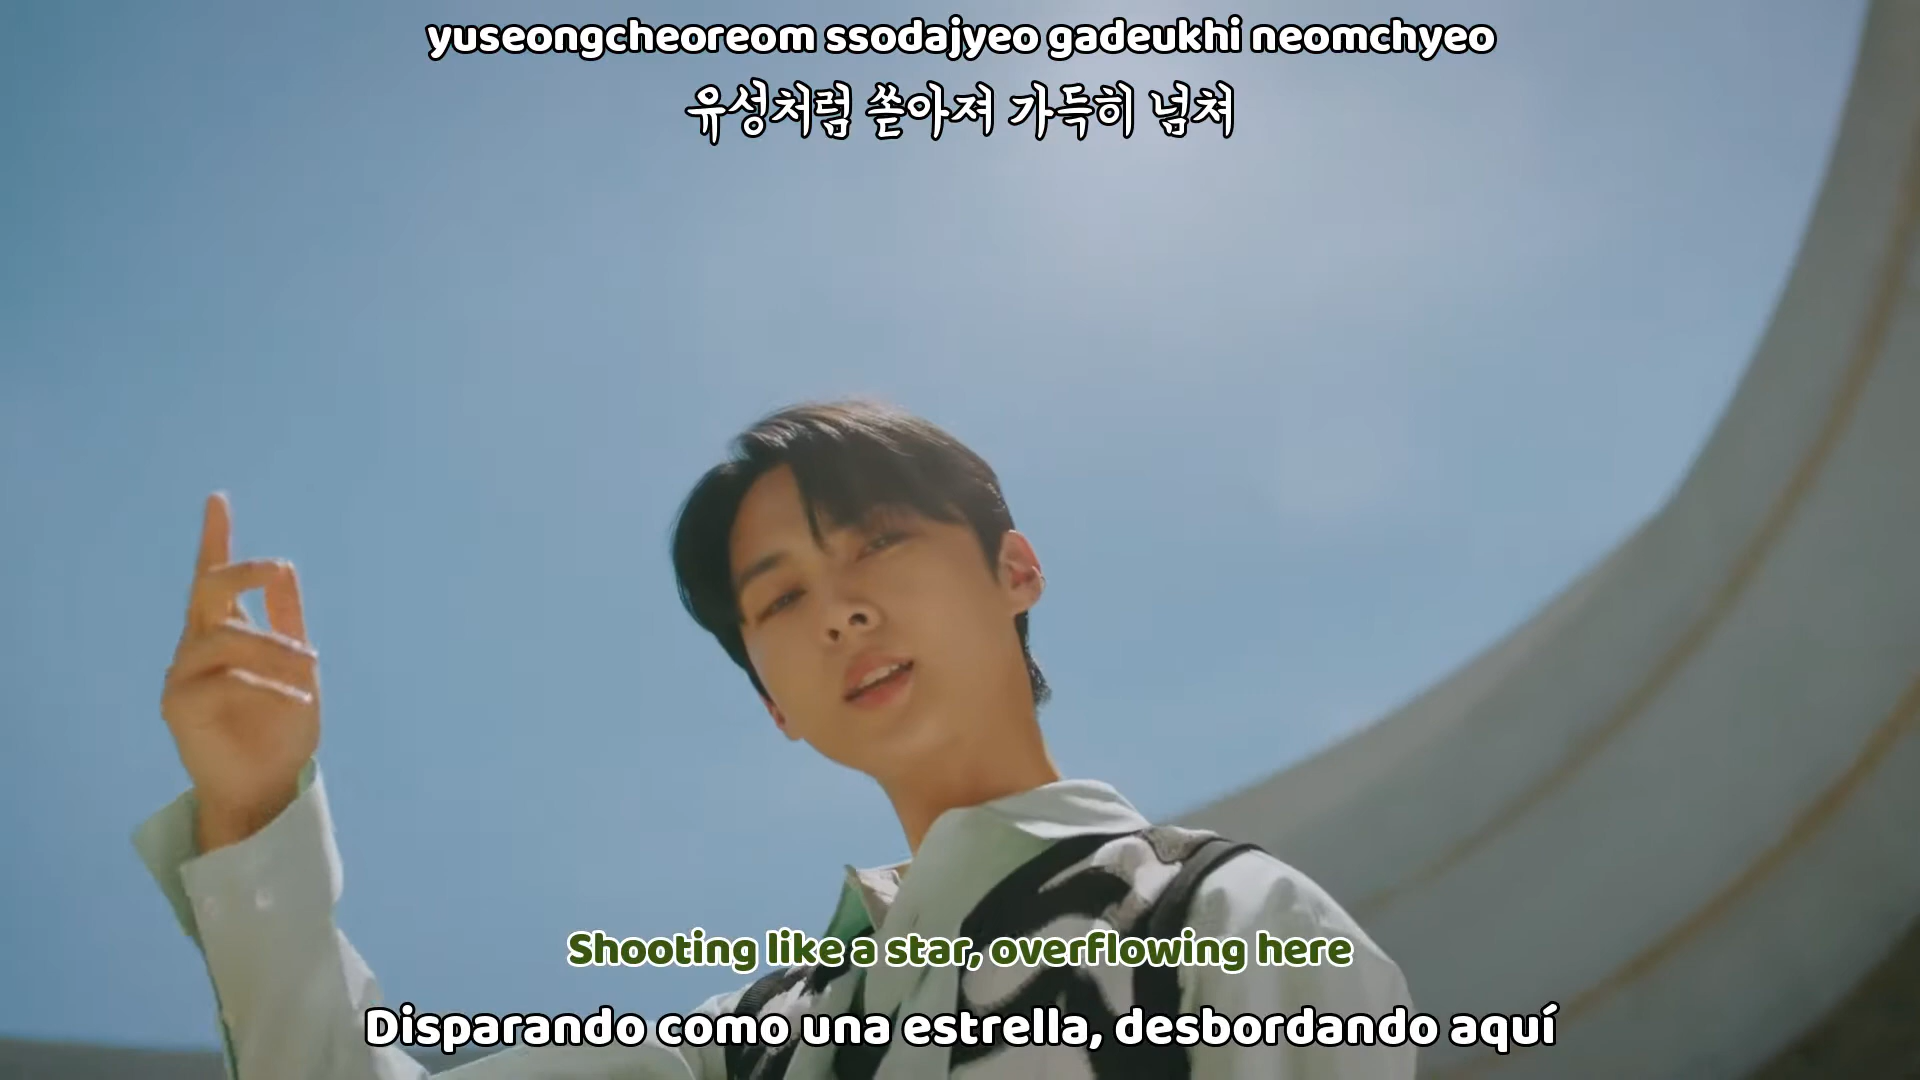 yuseongcheoreom ssodajyeo gadeukhi neomchyeo
유성처럼 쏟아져 가득히 넘쳐
Shooting like a star, overflowing here
Disparando como una estrella, desbordando aquí